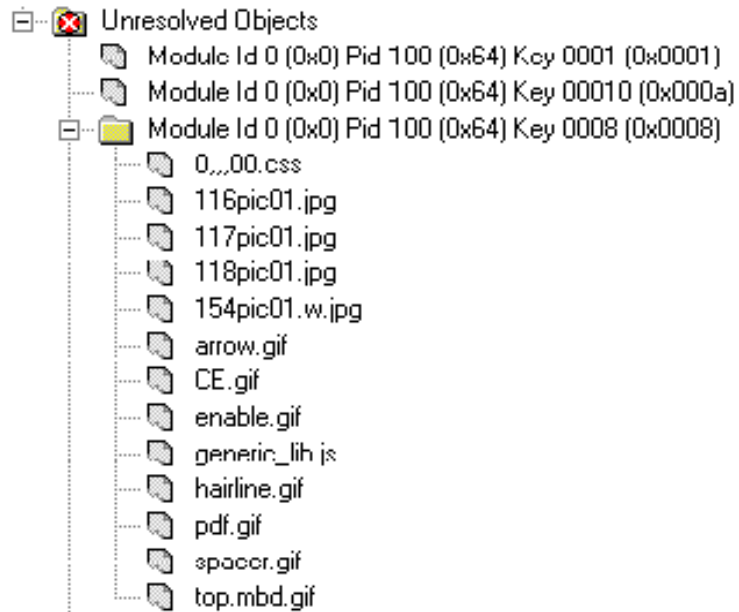 Unresolved Objects
Module Id 0 (0x0) Pid 100 (0x64) Key 0001 (0x0001)
Module Id 0 (0x0) Pid 100 (0x64) Key 00010 (0x000a)
Module Id 0 (0x0) Pid 100 (0x64) Key 0008 (0x0008)
0,,,00.css
116pic01.jpg
117pic01.jpg
118pic01.jpg
154pic01.w.jpg
arrow.gif
CE.gif
enable.gif
generic_lib.js
hairline.gif
pdf.gif
spacer.gif
top.mbd.gif